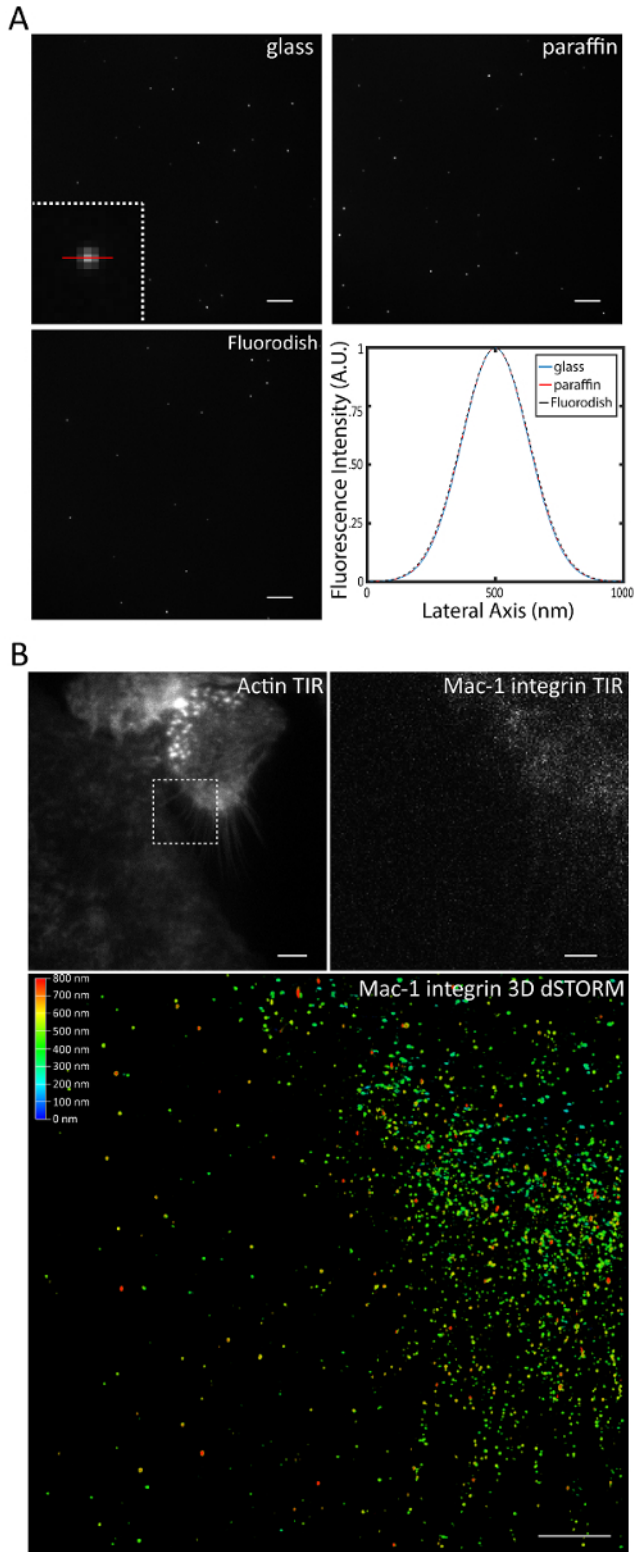 A
glass
paraffin
Fluorodish
Fluorescence Intensity (A.U.)
1
.75
.50
.25
0
glass
paraffin
Fluorodish
0
500
1000
Lateral Axis (nm)
B
Actin TIR
Mac-1 integrin TIR
Mac-1 integrin 3D dSTORM
800 nm
700 nm
600 nm
500 nm
400 nm
300 nm
200 nm
100 nm
0 nm